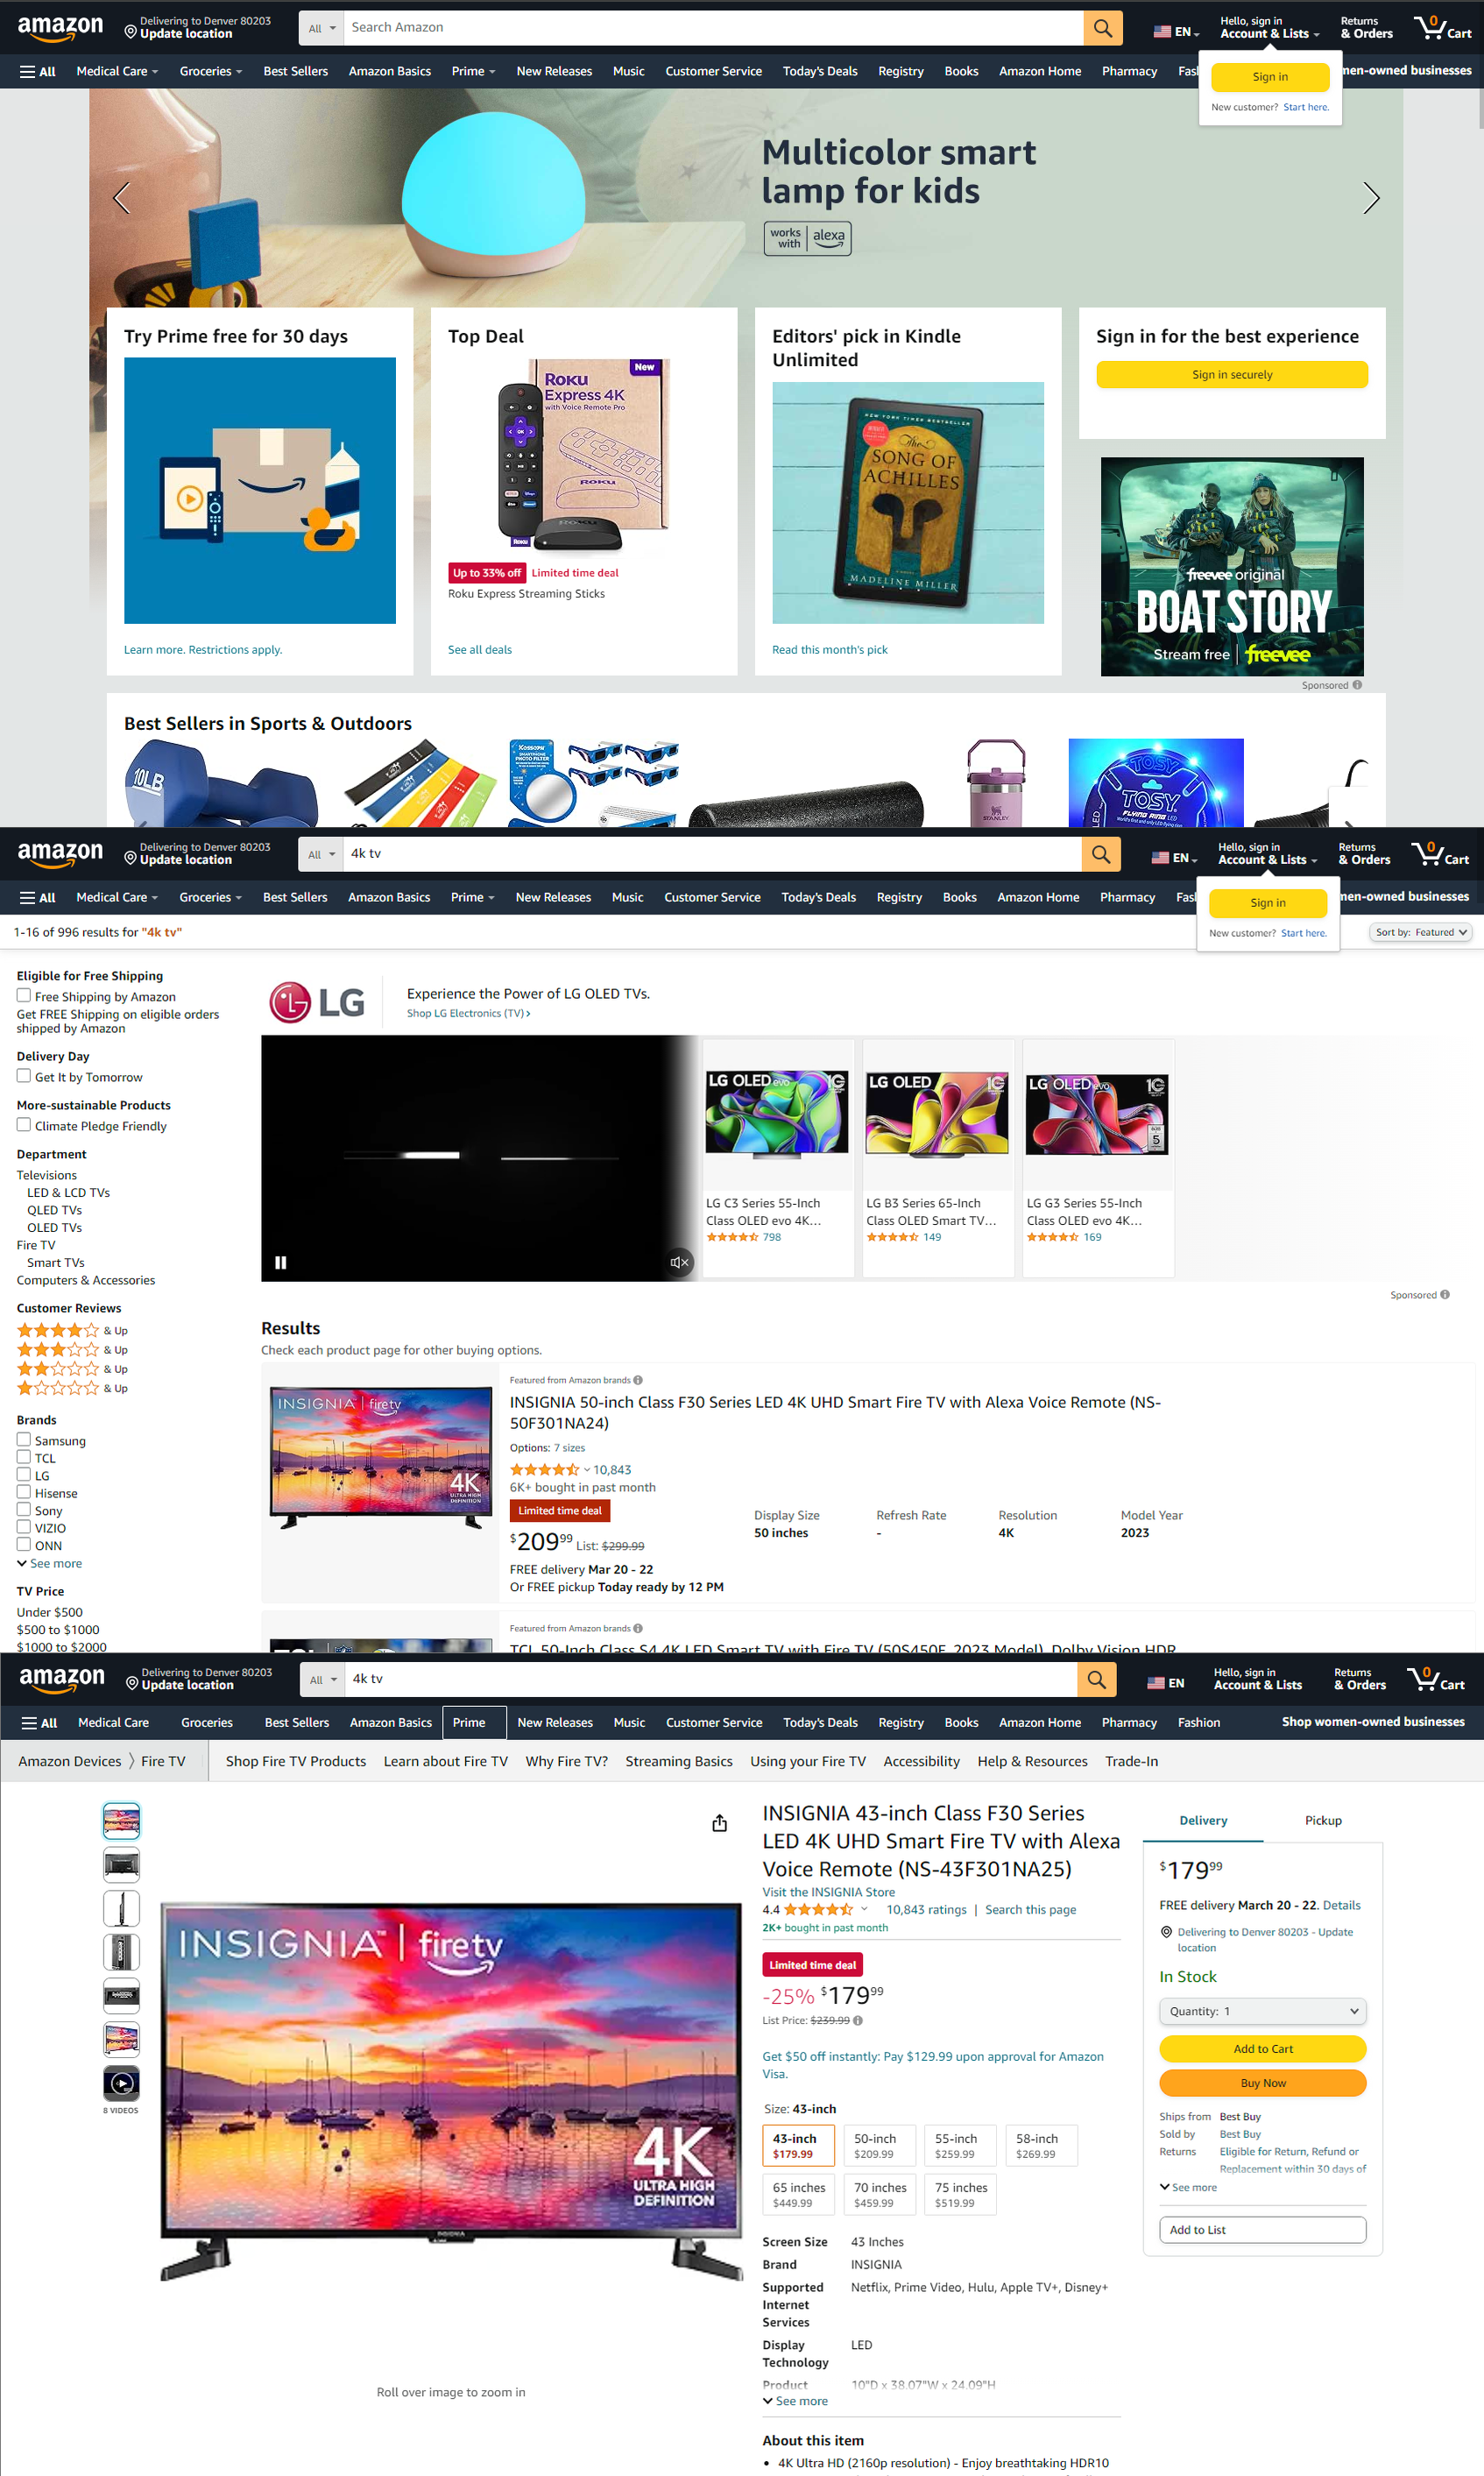 amazon
Delivering to Denver 80203
Update location
All
Search Amazon
EN
Hello, sign in
Account & Lists
Returns
& Orders
0
Cart
All
Medical Care
Groceries
Best Sellers
Amazon Basics
Prime
New Releases
Music
Customer Service
Today's Deals
Registry
Books
Amazon Home
Pharmacy
Fas
men-owned businesses
Sign in
New customer? Start here.
Multicolor smart
lamp for kids
works
with
alexa
Try Prime free for 30 days
Learn more. Restrictions apply.
Top Deal
New
Roku
Express 4K
with Voice Remote Pro
OK
ROKU
Roku
Up to 33% off Limited time deal
Roku Express Streaming Sticks
See all deals
Editors' pick in Kindle
Unlimited
NEW YORK TIMES BESTSELLER
The
SONG OF
ACHILLES
MADELINE MILLER
Read this month's pick
Sign in for the best experience
Sign in securely
freevee original
BOAT STORY
Stream free | freevee
Sponsored
Best Sellers in Sports & Outdoors
10LB
STANLEY
TOSY
TOSY
FLYING RING
LED
amazon
Delivering to Denver 80203
Update location
All
4k tv
EN
Hello, sign in
Account & Lists
Returns
& Orders
0
Cart
All
Medical Care
Groceries
Best Sellers
Amazon Basics
Prime
New Releases
Music
Customer Service
Today's Deals
Registry
Books
Amazon Home
Pharmacy
Fas
men-owned businesses
Sign in
New customer? Start here.
1-16 of 996 results for "4k tv"
Sort by: Featured
Eligible for Free Shipping
Free Shipping by Amazon
Get FREE Shipping on eligible orders
shipped by Amazon
Delivery Day
Get It by Tomorrow
More-sustainable Products
Climate Pledge Friendly
Department
Televisions
LED & LCD TVs
QLED TVs
OLED TVs
Fire TV
Smart TVs
Computers & Accessories
Customer Reviews
& Up
& Up
& Up
& Up
Brands
Samsung
TCL
LG
Hisense
Sony
VIZIO
ONN
See more
TV Price
Under $500
$500 to $1000
$1000 to $2000
LG
Experience the Power of LG OLED TVs.
Shop LG Electronics (TV) ›
LG OLED evo
LG C3 Series 55-Inch
Class OLED evo 4K...
798
LG OLED
LG B3 Series 65-Inch
Class OLED Smart TV...
149
LG OLED evo
5
LG G3 Series 55-Inch
Class OLED evo 4K...
169
Sponsored
Results
Check each product page for other buying options.
INSIGNIA | fire tv
4K
ULTRA HIGH
DEFINITION
Featured from Amazon brands
INSIGNIA 50-inch Class F30 Series LED 4K UHD Smart Fire TV with Alexa Voice Remote (NS-
50F301NA24)
Options: 7 sizes
10,843
6K+ bought in past month
Limited time deal
$209.99 List: $299.99
FREE delivery Mar 20 - 22
Or FREE pickup Today ready by 12 PM
Display Size
50 inches
Refresh Rate
-
Resolution
4K
Model Year
2023
Featured from Amazon brands
TCL 50-Inch Class S4 4K LED Smart TV with Fire TV (50S450F, 2023 Model), Dolby Vision HDR,
amazon
Delivering to Denver 80203
Update location
All
4k tv
EN
Hello, sign in
Account & Lists
Returns
& Orders
0
Cart
All
Medical Care
Groceries
Best Sellers
Amazon Basics
Prime
New Releases
Music
Customer Service
Today's Deals
Registry
Books
Amazon Home
Pharmacy
Fashion
Shop women-owned businesses
Amazon Devices › Fire TV
Shop Fire TV Products
Learn about Fire TV
Why Fire TV?
Streaming Basics
Using your Fire TV
Accessibility
Help & Resources
Trade-In
8 VIDEOS
INSIGNIA™ | fire tv
4K
ULTRA HIGH
DEFINITION
INSIGNIA
Roll over image to zoom in
INSIGNIA 43-inch Class F30 Series
LED 4K UHD Smart Fire TV with Alexa
Voice Remote (NS-43F301NA25)
Visit the INSIGNIA Store
4.4 10,843 ratings | Search this page
2K+ bought in past month
Limited time deal
-25% $179.99
List Price: $239.99
Get $50 off instantly: Pay $129.99 upon approval for Amazon
Visa.
Size: 43-inch
43-inch
$179.99
50-inch
$209.99
55-inch
$259.99
58-inch
$269.99
65 inches
$449.99
70 inches
$459.99
75 inches
$519.99
Screen Size 43 Inches
Brand INSIGNIA
Supported Netflix, Prime Video, Hulu, Apple TV+, Disney+
Internet
Services
Display LED
Technology
Product 10"D x 38.07"W x 24.09"H
See more
About this item
• 4K Ultra HD (2160p resolution) - Enjoy breathtaking HDR10
Delivery
Pickup
$179.99
FREE delivery March 20 - 22. Details
Delivering to Denver 80203 - Update
location
In Stock
Quantity: 1
Add to Cart
Buy Now
Ships from Best Buy
Sold by Best Buy
Returns Eligible for Return, Refund or
Replacement within 30 days of
See more
Add to List